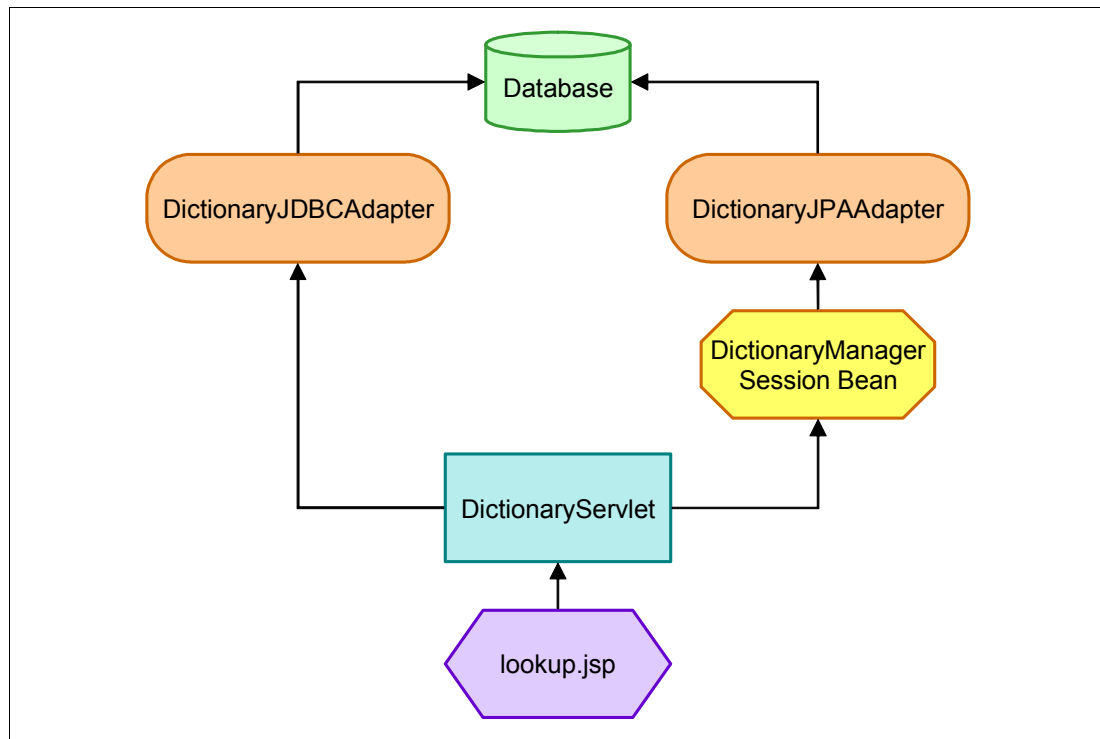 Database
DictionaryJDBCAdapter
DictionaryJPAAdapter
DictionaryManager
Session Bean
DictionaryServlet
lookup.jsp